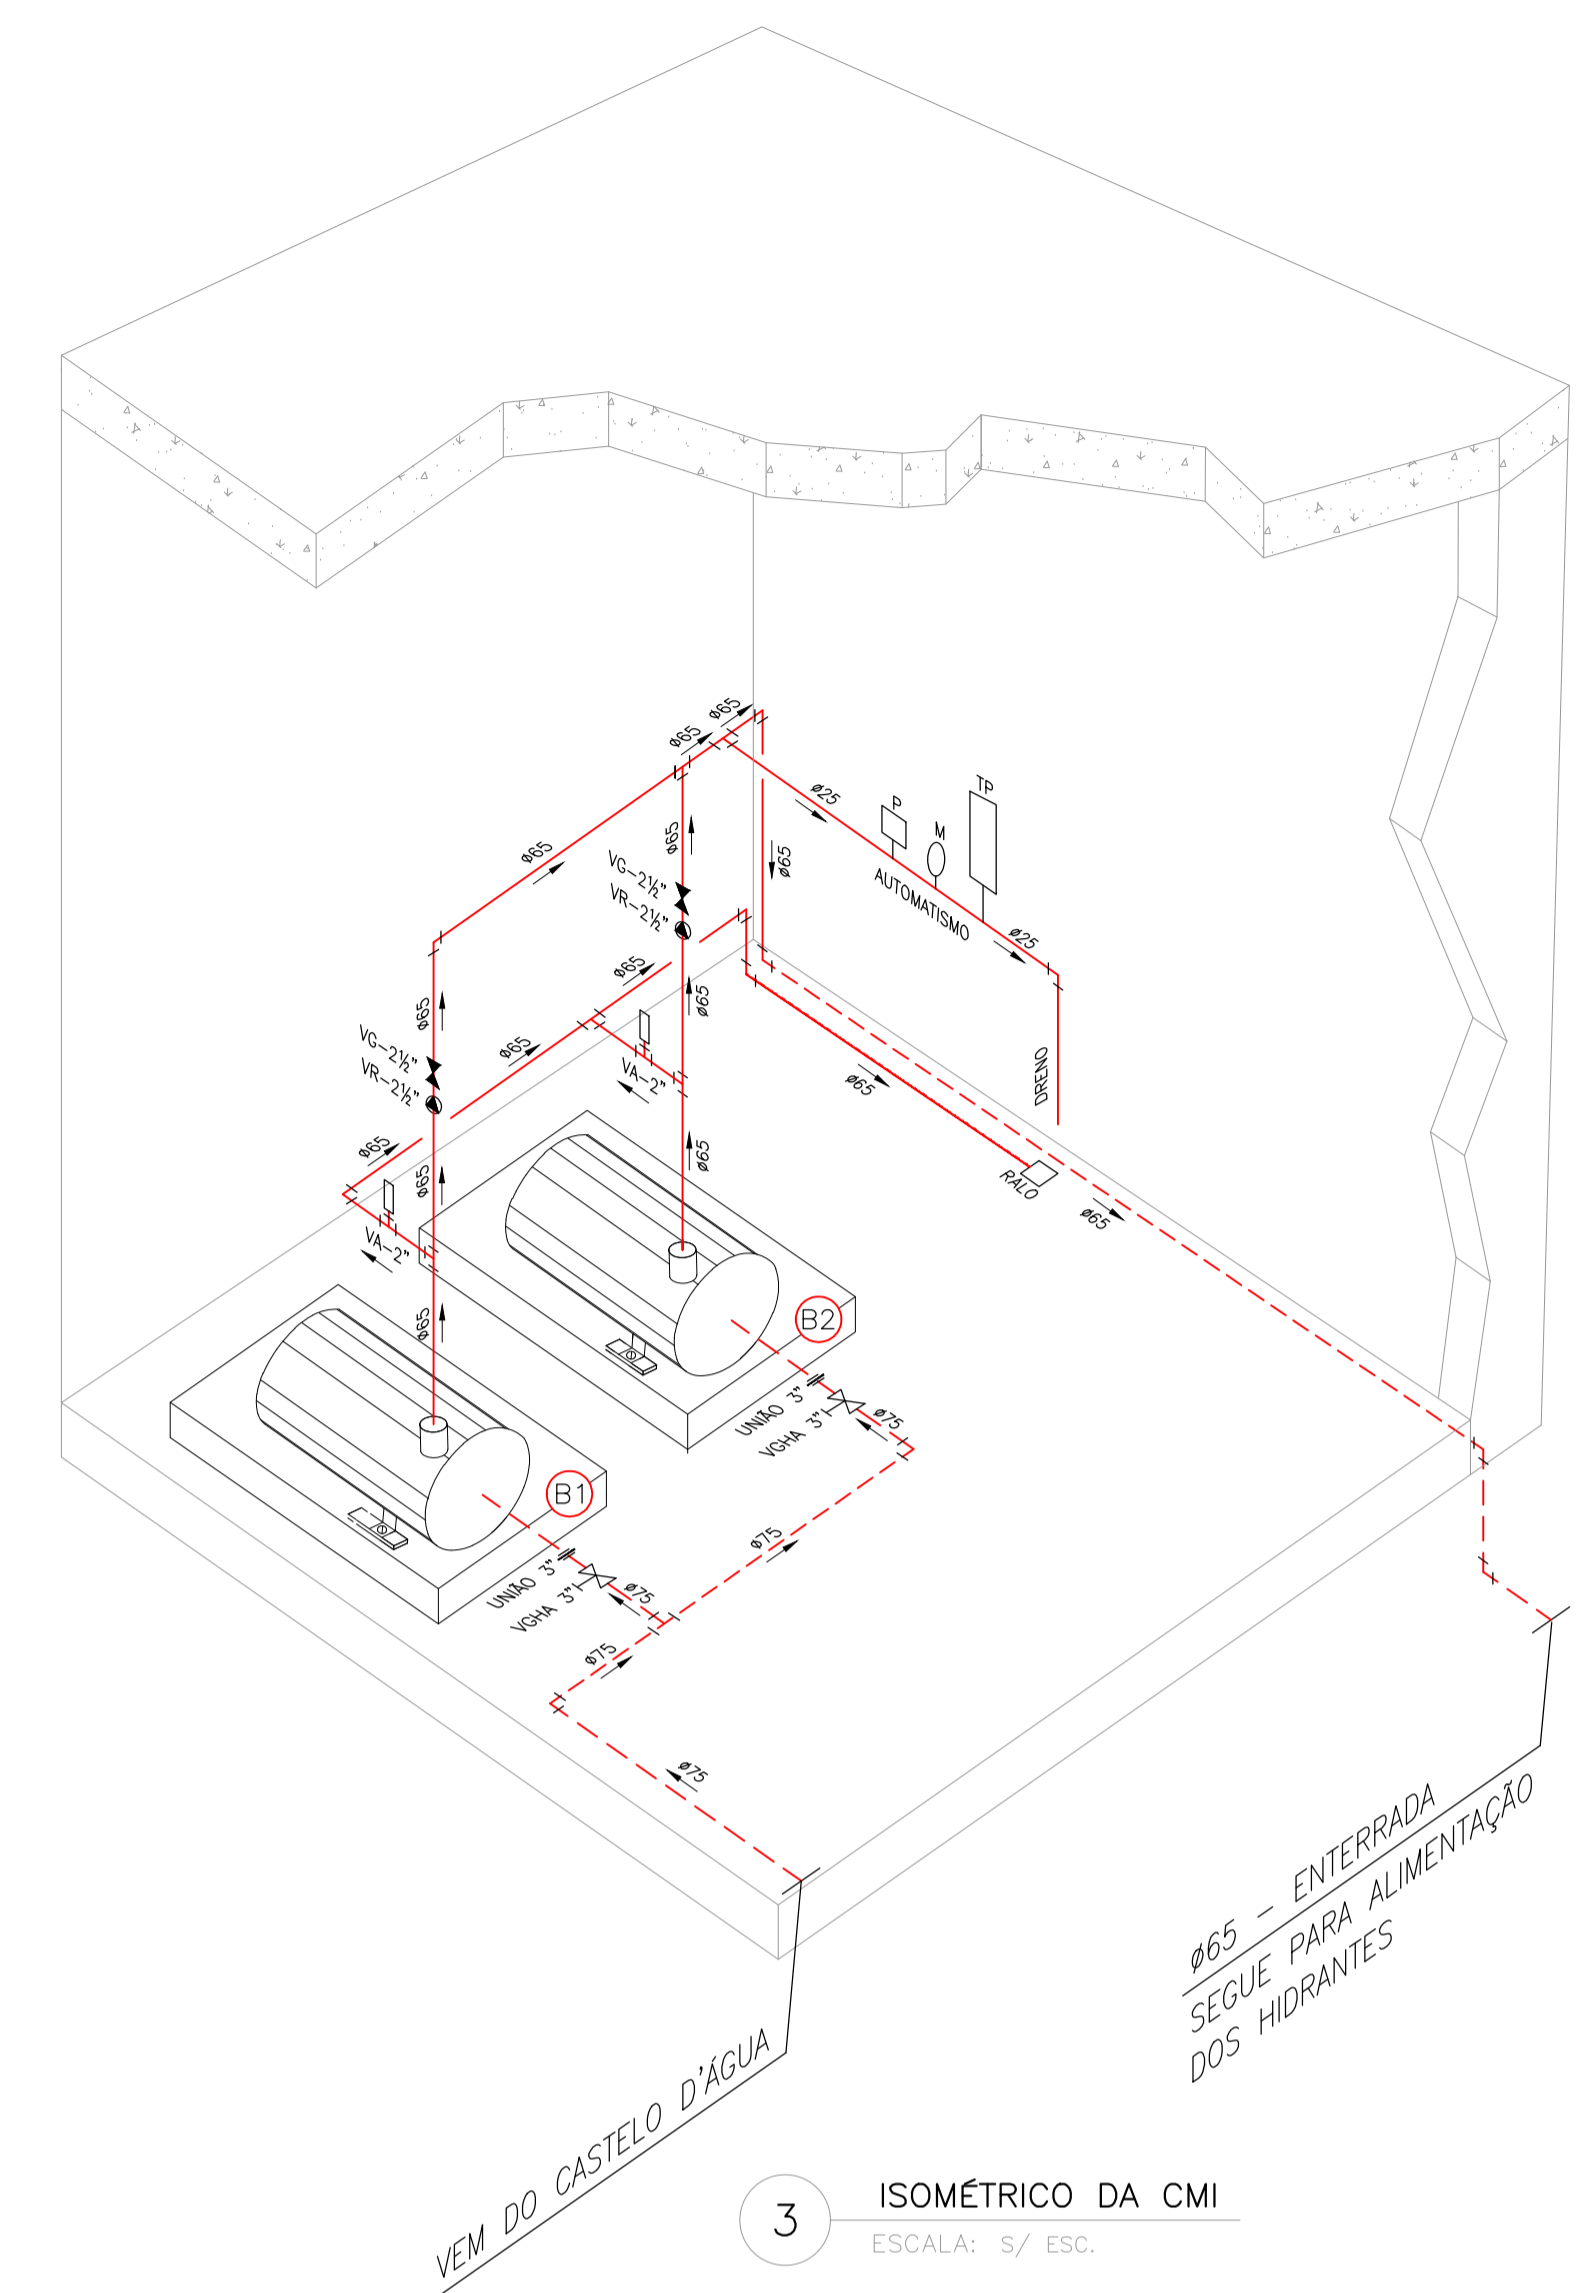 ø65
ø65
ø25
P
M
TP
ø65
ø65
ø65
VG-2½"
VR-2½"
AUTOMATISMO
ø25
ø65
ø65
ø65
ø65
VG-2½"
VR-2½"
VA-2"
DRENO
ø65
ø65
ø65
ø65
ø65
RALO
ø65
VA-2"
ø65
B2
UNIÃO 3"
VGHA 3"
ø75
B1
UNIÃO 3"
VGHA 3"
ø75
ø75
ø75
ø75
ø65 - ENTERRADA
SEGUE PARA ALIMENTAÇÃO
DOS HIDRANTES
VEM DO CASTELO D'ÁGUA
3
ISOMÉTRICO DA CMI
ESCALA: S/ ESC.